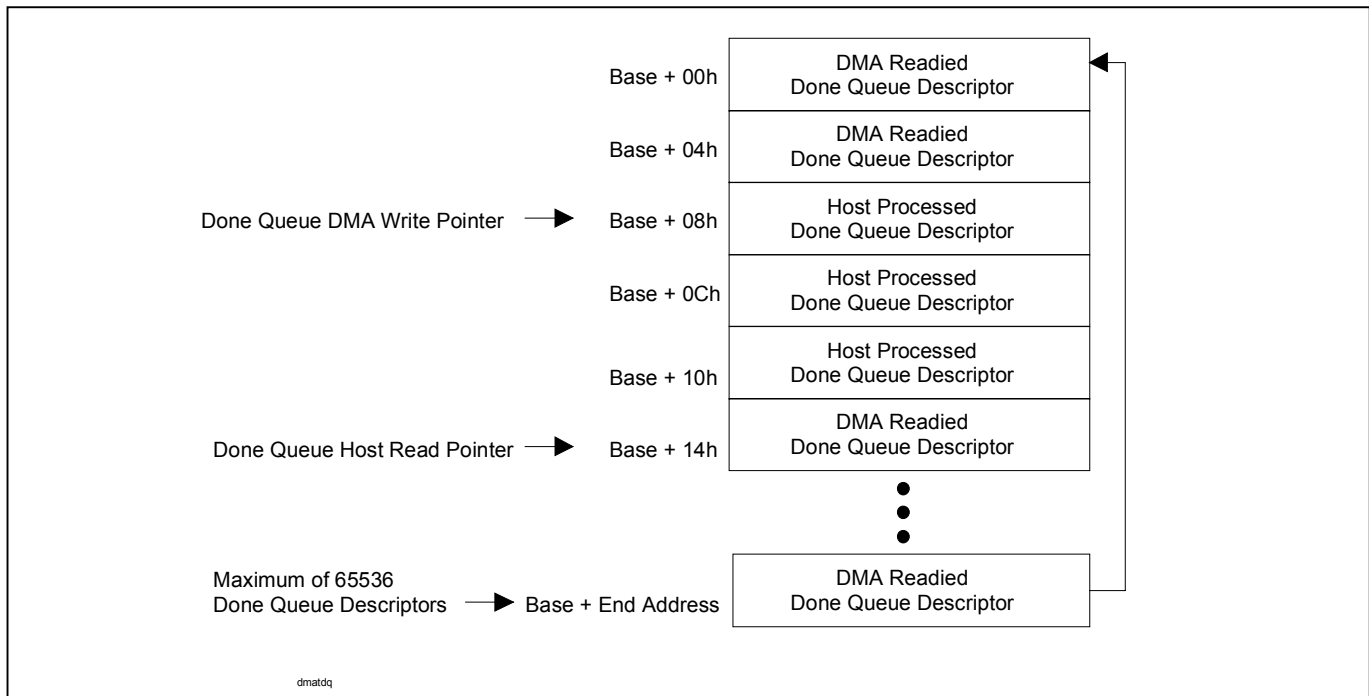 Base + 00h
DMA Readied
Done Queue Descriptor
Base + 04h
DMA Readied
Done Queue Descriptor
Done Queue DMA Write Pointer
Base + 08h
Host Processed
Done Queue Descriptor
Base + 0Ch
Host Processed
Done Queue Descriptor
Base + 10h
Host Processed
Done Queue Descriptor
Done Queue Host Read Pointer
Base + 14h
DMA Readied
Done Queue Descriptor
Maximum of 65536
Done Queue Descriptors
Base + End Address
DMA Readied
Done Queue Descriptor
dmatdq